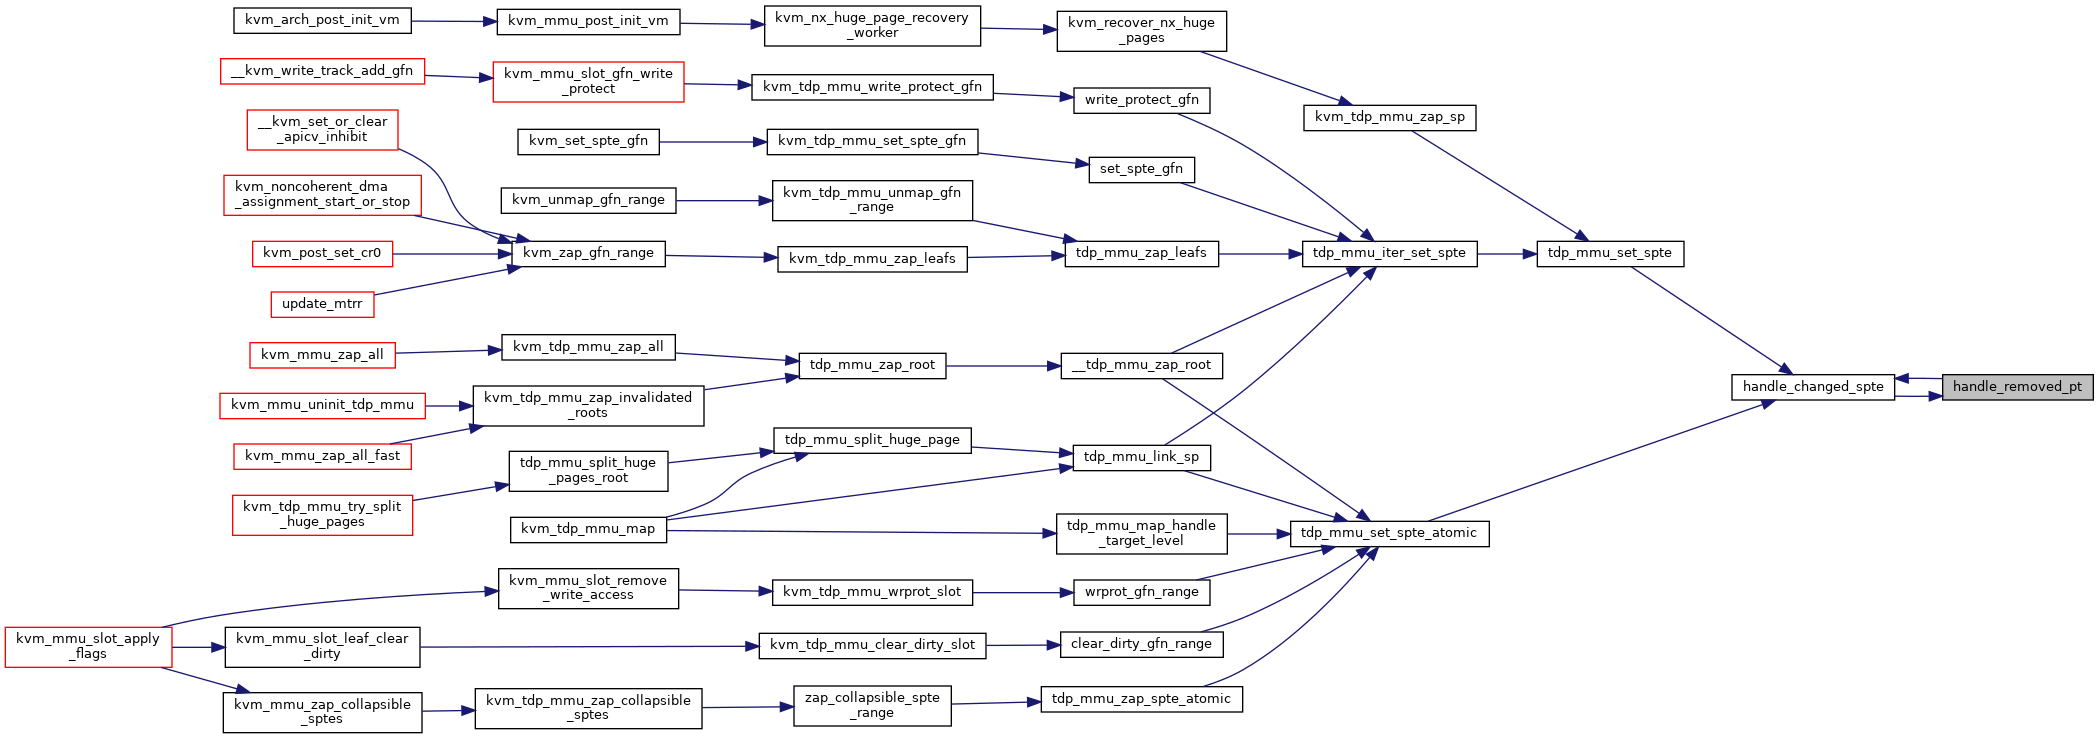 kvm_arch_post_init_vm
kvm_mmu_post_init_vm
kvm_nx_huge_page_recovery
_worker
kvm_recover_nx_huge
_pages
__kvm_write_track_add_gfn
kvm_mmu_slot_gfn_write
_protect
kvm_tdp_mmu_write_protect_gfn
write_protect_gfn
kvm_tdp_mmu_zap_sp
__kvm_set_or_clear
_apicv_inhibit
kvm_set_spte_gfn
kvm_tdp_mmu_set_spte_gfn
set_spte_gfn
kvm_noncoherent_dma
_assignment_start_or_stop
kvm_unmap_gfn_range
kvm_tdp_mmu_unmap_gfn
_range
kvm_post_set_cr0
kvm_zap_gfn_range
kvm_tdp_mmu_zap_leafs
tdp_mmu_zap_leafs
tdp_mmu_iter_set_spte
tdp_mmu_set_spte
update_mtrr
kvm_mmu_zap_all
kvm_tdp_mmu_zap_all
tdp_mmu_zap_root
__tdp_mmu_zap_root
handle_changed_spte
handle_removed_pt
kvm_mmu_uninit_tdp_mmu
kvm_tdp_mmu_zap_invalidated
_roots
kvm_mmu_zap_all_fast
tdp_mmu_split_huge_page
tdp_mmu_link_sp
tdp_mmu_split_huge
_pages_root
kvm_tdp_mmu_try_split
_huge_pages
kvm_tdp_mmu_map
tdp_mmu_map_handle
_target_level
tdp_mmu_set_spte_atomic
kvm_mmu_slot_remove
_write_access
kvm_tdp_mmu_wrprot_slot
wrprot_gfn_range
kvm_mmu_slot_apply
_flags
kvm_mmu_slot_leaf_clear
_dirty
kvm_tdp_mmu_clear_dirty_slot
clear_dirty_gfn_range
kvm_mmu_zap_collapsible
_sptes
kvm_tdp_mmu_zap_collapsible
_sptes
zap_collapsible_spte
_range
tdp_mmu_zap_spte_atomic